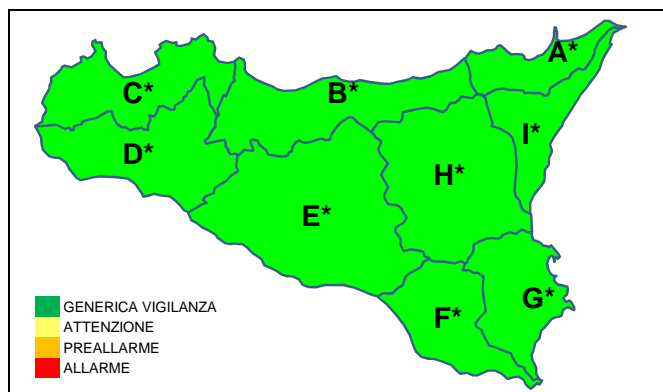 A*
C*
B*
I*
D*
H*
E*
G*
F*
GENERICA VIGILANZA
ATTENZIONE
PREALLARME
ALLARME